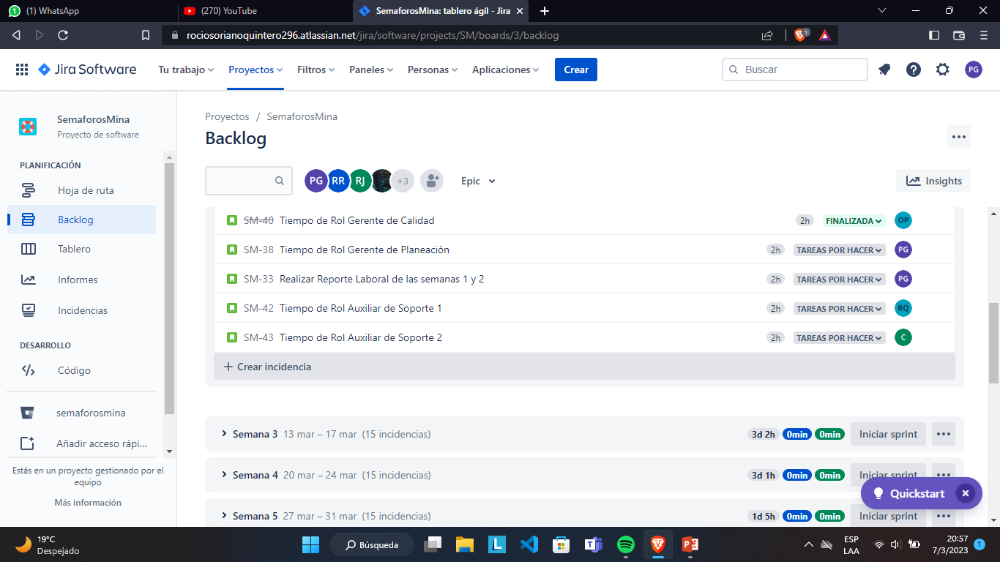 (1) WhatsApp
(270) YouTube
SemaforosMina: tablero ágil - Jira
rociosorianoquintero296.atlassian.net/jira/software/projects/SM/boards/3/backlog
1
Jira Software
Tu trabajo
Proyectos
Filtros
Paneles
Personas
Aplicaciones
Crear
Buscar
PG
SemaforosMina
Proyecto de software
PLANIFICACIÓN
Hoja de ruta
Backlog
Tablero
Informes
Incidencias
DESARROLLO
Código
semaforosmina
Añadir acceso rápi...
Estás en un proyecto gestionado por el
equipo
Más información
Proyectos / SemaforosMina
Backlog
PG RR RJ +3
Epic
Insights
SM-40 Tiempo de Rol Gerente de Calidad 2h FINALIZADA OP
SM-38 Tiempo de Rol Gerente de Planeación 2h TAREAS POR HACER PG
SM-33 Realizar Reporte Laboral de las semanas 1 y 2 2h TAREAS POR HACER PG
SM-42 Tiempo de Rol Auxiliar de Soporte 1 2h TAREAS POR HACER RQ
SM-43 Tiempo de Rol Auxiliar de Soporte 2 2h TAREAS POR HACER C
+ Crear incidencia
Semana 3 13 mar – 17 mar (15 incidencias) 3d 2h 0min 0min Iniciar sprint
Semana 4 20 mar – 24 mar (15 incidencias) 3d 1h 0min 0min Iniciar sprint
Quickstart
Semana 5 27 mar – 31 mar (15 incidencias) 1d 5h 0min 0min Iniciar sprint
19°C
Despejado
Búsqueda
ESP
LAA
20:57
7/3/2023
1